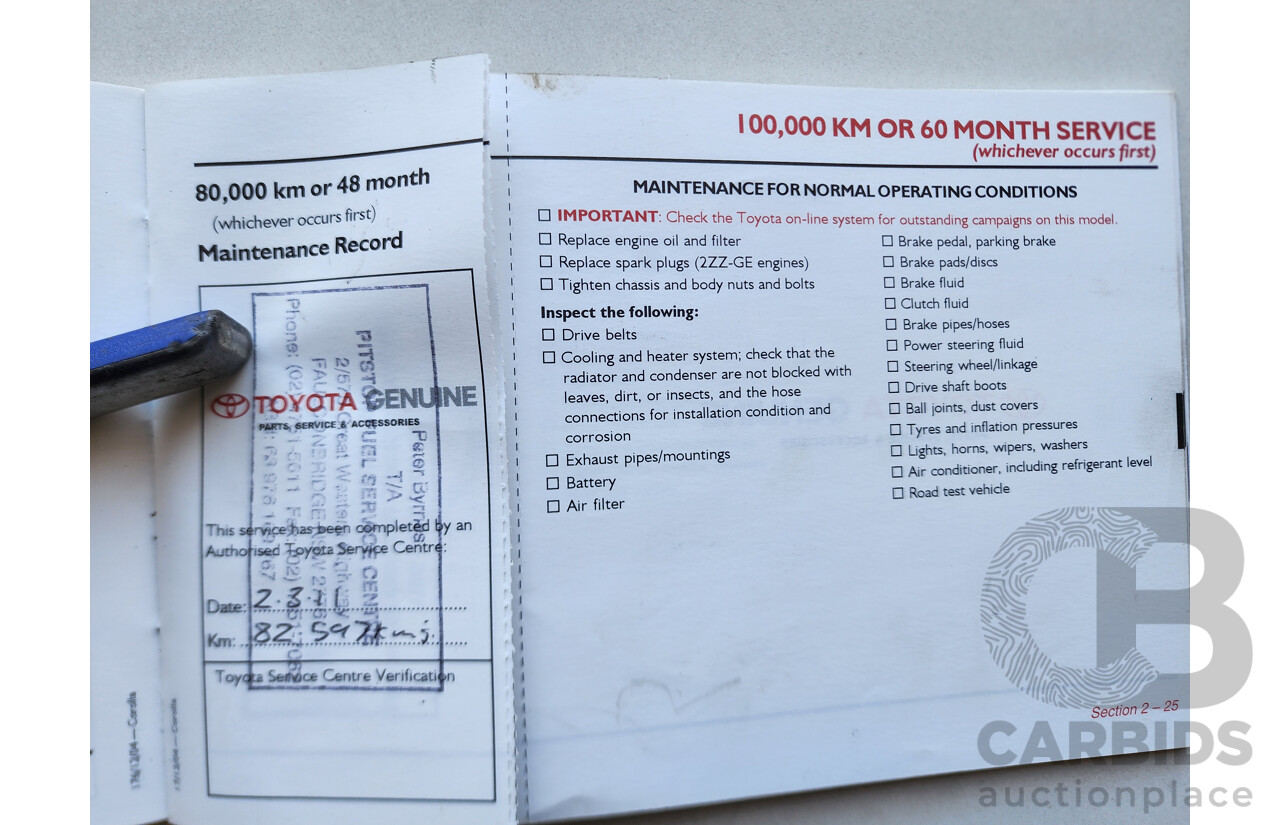 80,000 km or 48 month
(whichever occurs first)
Maintenance Record
TOYOTA GENUINE
PARTS, SERVICE & ACCESSORIES
Peter Byrnes
T/A
This service has been completed by an
Authorised Toyota Service Centre:
Date:
Km: 82 597kmj.
Toyota Service Centre Verification
100,000 KM OR 60 MONTH SERVICE
(whichever occurs first)
MAINTENANCE FOR NORMAL OPERATING CONDITIONS
IMPORTANT: Check the Toyota on-line system for outstanding campaigns on this model.
Replace engine oil and filter
Replace spark plugs (2ZZ-GE engines)
Tighten chassis and body nuts and bolts
Inspect the following:
Drive belts
Cooling and heater system; check that the
radiator and condenser are not blocked with
leaves, dirt, or insects, and the hose
connections for installation condition and
corrosion
Exhaust pipes/mountings
Battery
Air filter
Brake pedal, parking brake
Brake pads/discs
Brake fluid
Clutch fluid
Brake pipes/hoses
Power steering fluid
Steering wheel/linkage
Drive shaft boots
Ball joints, dust covers
Tyres and inflation pressures
Lights, horns, wipers, washers
Air conditioner, including refrigerant level
Road test vehicle
Section 2 – 25
CB
CARBIDS
auctionplace